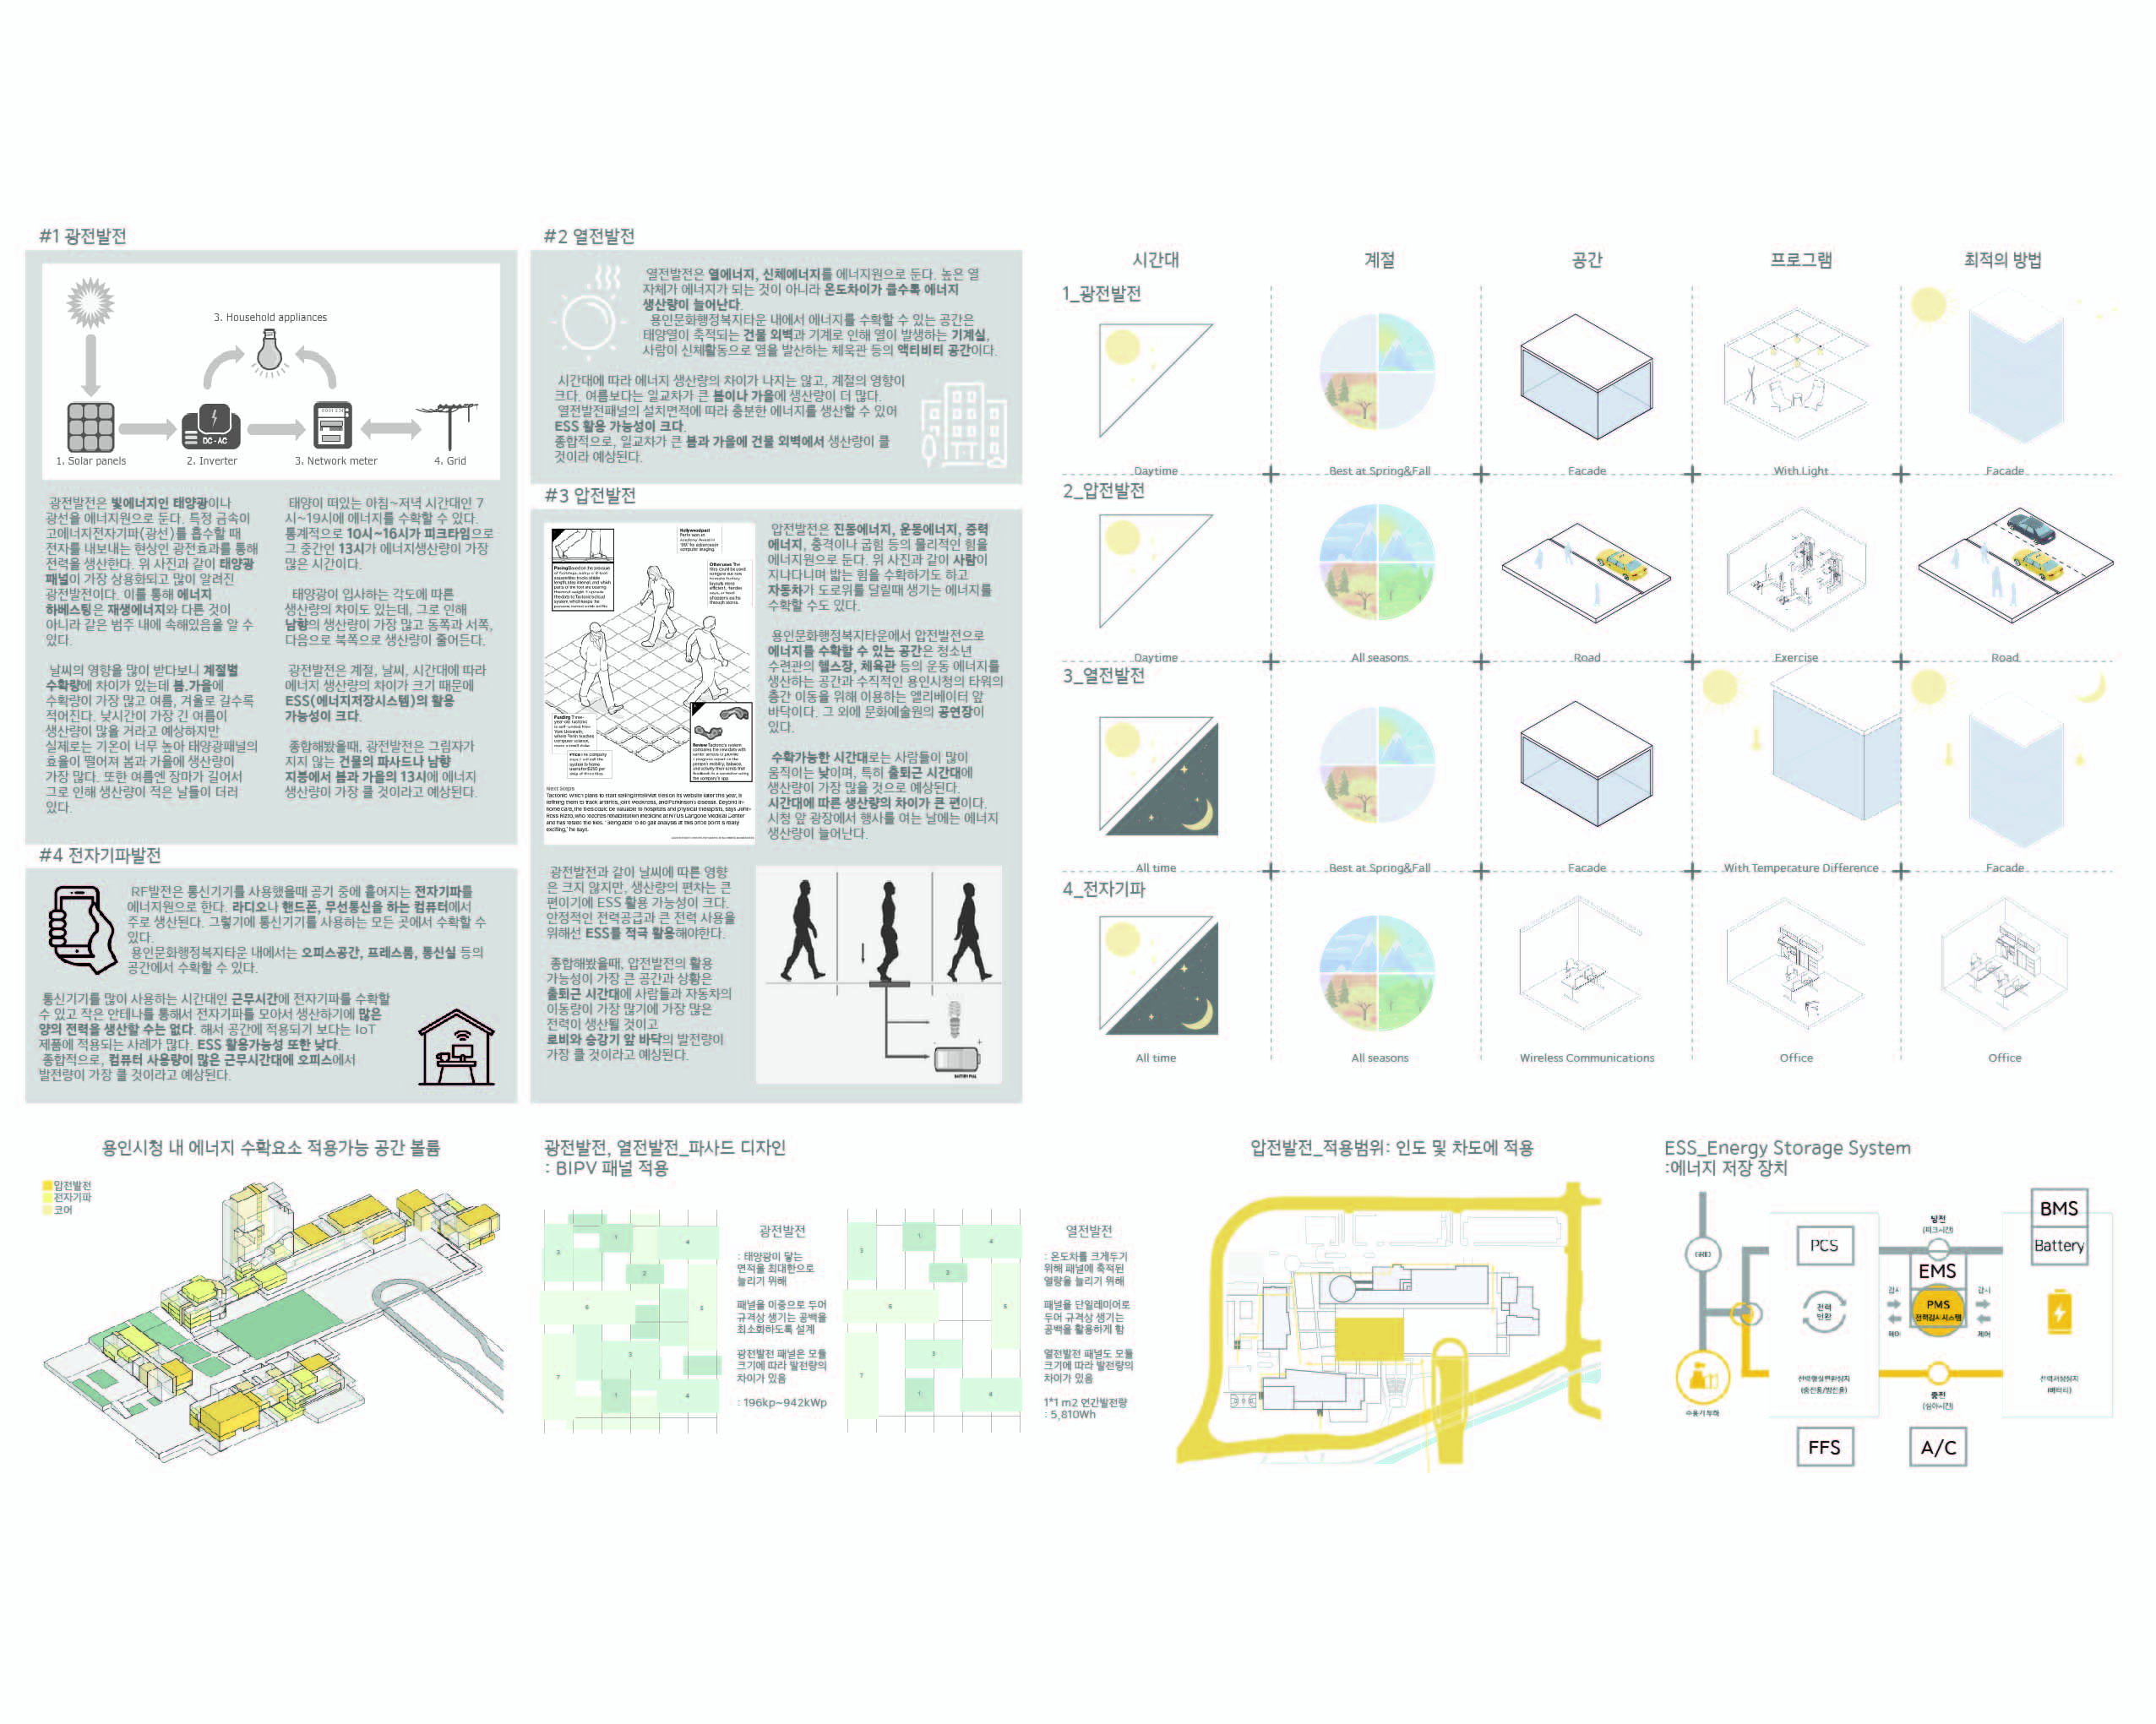 #1 광전발전
3. Household appliances
DC-AC
1. Solar panels
2. Inverter
3. Network meter
4. Grid
광전발전은 빛에너지인 태양광이나
광선을 에너지원으로 둔다. 특정 금속이
고에너지전자기파(광선)를 흡수할 때
전자를 내보내는 현상인 광전효과를 통해
전력을 생산한다. 위 사진과 같이 태양광
패널이 가장 상용화되고 많이 알려진
광전발전이다. 이를 통해 에너지
하베스팅은 재생에너지와 다른 것이
아니라 같은 범주 내에 속해있음을 알 수
있다.
날씨의 영향을 많이 받다보니 계절별
수확량에 차이가 있는데 봄,가을에
수확량이 가장 많고 여름, 겨울로 갈수록
적어진다. 낮시간이 가장 긴 여름이
생산량이 많을 거라고 예상하지만
실제로는 기온이 너무 높아 태양광패널의
효율이 떨어져 봄과 가을에 생산량이
가장 많다. 또한 여름엔 장마가 길어서
그로 인해 생산량이 적은 날들이 더러
있다.
태양이 떠있는 아침~저녁 시간대인 7
시~19시에 에너지를 수확할 수 있다.
통계적으로 10시~16시가 피크타임으로
그 중간인 13시가 에너지생산량이 가장
많은 시간이다.
태양광이 입사하는 각도에 따른
생산량의 차이도 있는데, 그로 인해
남향의 생산량이 가장 많고 동쪽과 서쪽,
다음으로 북쪽으로 생산량이 줄어든다.
광전발전은 계절, 날씨, 시간대에 따라
에너지 생산량의 차이가 크기 때문에
ESS(에너지저장시스템)의 활용
가능성이 크다.
종합해봤을때, 광전발전은 그림자가
지지 않는 건물의 파사드나 남향
지붕에서 봄과 가을의 13시에 에너지
생산량이 가장 클 것이라고 예상된다.
#4 전자기파발전
RF발전은 통신기기를 사용했을때 공기 중에 흩어지는 전자기파를
에너지원으로 한다. 라디오나 핸드폰, 무선통신을 하는 컴퓨터에서
주로 생산된다. 그렇기에 통신기기를 사용하는 모든 곳에서 수확할 수
있다.
용인문화행정복지타운 내에서는 오피스공간, 프레스룸, 통신실 등의
공간에서 수확할 수 있다.
통신기기를 많이 사용하는 시간대인 근무시간에 전자기파를 수확할
수 있고 작은 안테나를 통해서 전자기파를 모아서 생산하기에 많은
양의 전력을 생산할 수는 없다. 해서 공간에 적용되기 보다는 IoT
제품에 적용되는 사례가 많다. ESS 활용가능성 또한 낮다.
종합적으로, 컴퓨터 사용량이 많은 근무시간대에 오피스에서
발전량이 가장 클 것이라고 예상된다.
#2 열전발전
열전발전은 열에너지, 신체에너지를 에너지원으로 둔다. 높은 열
자체가 에너지가 되는 것이 아니라 온도차이가 클수록 에너지
생산량이 늘어난다.
용인문화행정복지타운 내에서 에너지를 수확할 수 있는 공간은
태양열이 축적되는 건물 외벽과 기계로 인해 열이 발생하는 기계실,
사람이 신체활동으로 열을 발산하는 체육관 등의 액티비티 공간이다.
시간대에 따라 에너지 생산량의 차이가 나지는 않고, 계절의 영향이
크다. 여름보다는 일교차가 큰 봄이나 가을에 생산량이 더 많다.
열전발전패널의 설치면적에 따라 충분한 에너지를 생산할 수 있어
ESS 활용 가능성이 크다.
종합적으로, 일교차가 큰 봄과 가을에 건물 외벽에서 생산량이 클
것이라 예상된다.
#3 압전발전
압전발전은 진동에너지, 운동에너지, 중력
에너지, 충격이나 굽힘 등의 물리적인 힘을
에너지원으로 둔다. 위 사진과 같이 사람이
지나다니며 밟는 힘을 수확하기도 하고
자동차가 도로위를 달릴때 생기는 에너지를
수확할 수도 있다.
용인문화행정복지타운에서 압전발전으로
에너지를 수확할 수 있는 공간은 청소년
수련관의 헬스장, 체육관 등의 운동 에너지를
생산하는 공간과 수직적인 용인시청의 타워의
층간 이동을 위해 이용하는 엘리베이터 앞
바닥이다. 그 외에 문화예술원의 공연장이
있다.
수확가능한 시간대로는 사람들이 많이
움직이는 낮이며, 특히 출퇴근 시간대에
생산량이 가장 많을 것으로 예상된다.
시간대에 따른 생산량의 차이가 큰 편이다.
시청 앞 광장에서 행사를 여는 날에는 에너지
생산량이 늘어난다.
Next Steps
광전발전과 같이 날씨에 따른 영향
은 크지 않지만, 생산량의 편차는 큰
편이기에 ESS 활용 가능성이 크다.
안정적인 전력공급과 큰 전력 사용을
위해선 ESS를 적극 활용해야한다.
종합해봤을때, 압전발전의 활용
가능성이 가장 큰 공간과 상황은
출퇴근 시간대에 사람들과 자동차의
이동량이 가장 많기에 가장 많은
전력이 생산될 것이고
로비와 승강기 앞 바닥의 발전량이
가장 클 것이라고 예상된다.
시간대
계절
공간
프로그램
최적의 방법
1_광전발전
Daytime
Best at Spring&Fall
Facade
With Light
Facade
2_압전발전
Daytime
All seasons
Road
Exercise
Road
3_열전발전
All time
Best at Spring&Fall
Facade
With Temperature Difference
Facade
4_전자기파
All time
All seasons
Wireless Communications
Office
Office
용인시청 내 에너지 수확요소 적용가능 공간 볼륨
압전발전
전자기파
코어
광전발전, 열전발전_파사드 디자인
: BIPV 패널 적용
광전발전
: 태양광이 닿는
면적을 최대한으로
늘리기 위해
패널을 이중으로 두어
규격상 생기는 공백을
최소화하도록 설계
광전발전 패널은 모듈
크기에 따라 발전량의
차이가 있음
: 196kp~942kWp
열전발전
: 온도차를 크게두기
위해 패널에 축적된
열량을 늘리기 위해
패널을 단일레이어로
두어 규격상 생기는
공백을 활용하게 함
열전발전 패널도 모듈
크기에 따라 발전량의
차이가 있음
1*1 m2 연간발전량
: 5,810Wh
압전발전_적용범위: 인도 및 차도에 적용
ESS_Energy Storage System
:에너지 저장 장치
PCS
전력
변환
방전
(피크시간)
EMS
PMS
전력감시시스템
감시
제어
감시
제어
충전
(심야시간)
BMS
Battery
FFS
A/C